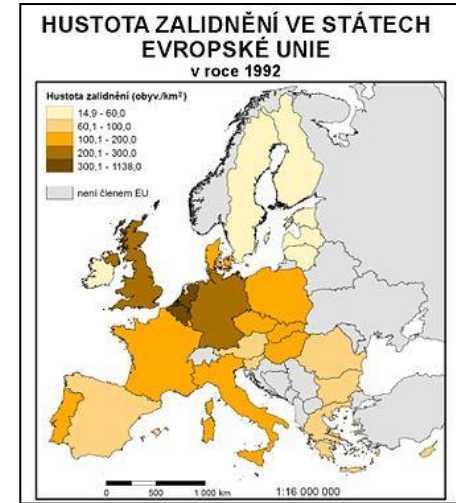 HUSTOTA ZALIDNĚNÍ VE STÁTECH
EVROPSKÉ UNIE
v roce 1992
Hustota zalidnění (obyv./km²)
14,9 - 60,0
60,1 - 100,0
100,1 - 200,0
200,1 - 300,0
300,1 - 1138,0
není členem EU
0 500 1 000 km
1:16 000 000